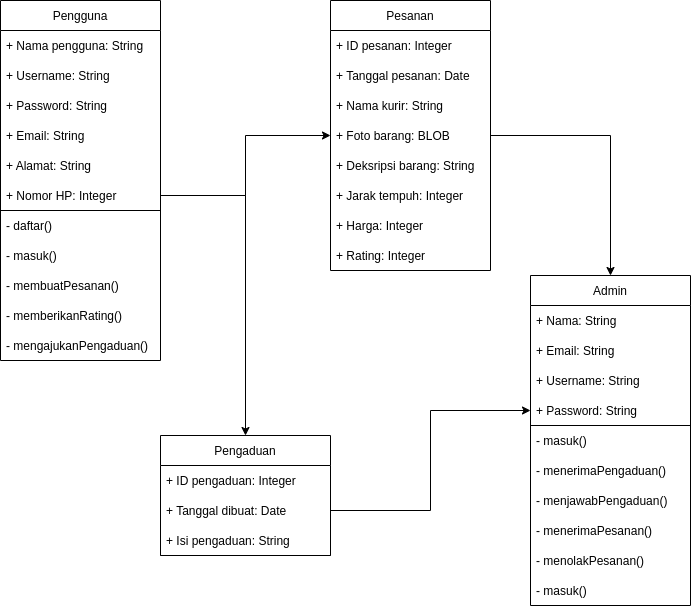 Pengguna
+ Nama pengguna: String
+ Username: String
+ Password: String
+ Email: String
+ Alamat: String
+ Nomor HP: Integer
- daftar()
- masuk()
- membuatPesanan()
- memberikanRating()
- mengajukanPengaduan()
Pesanan
+ ID pesanan: Integer
+ Tanggal pesanan: Date
+ Nama kurir: String
+ Foto barang: BLOB
+ Deksripsi barang: String
+ Jarak tempuh: Integer
+ Harga: Integer
+ Rating: Integer
Pengaduan
+ ID pengaduan: Integer
+ Tanggal dibuat: Date
+ Isi pengaduan: String
Admin
+ Nama: String
+ Email: String
+ Username: String
+ Password: String
- masuk()
- menerimaPengaduan()
- menjawabPengaduan()
- menerimaPesanan()
- menolakPesanan()
- masuk()